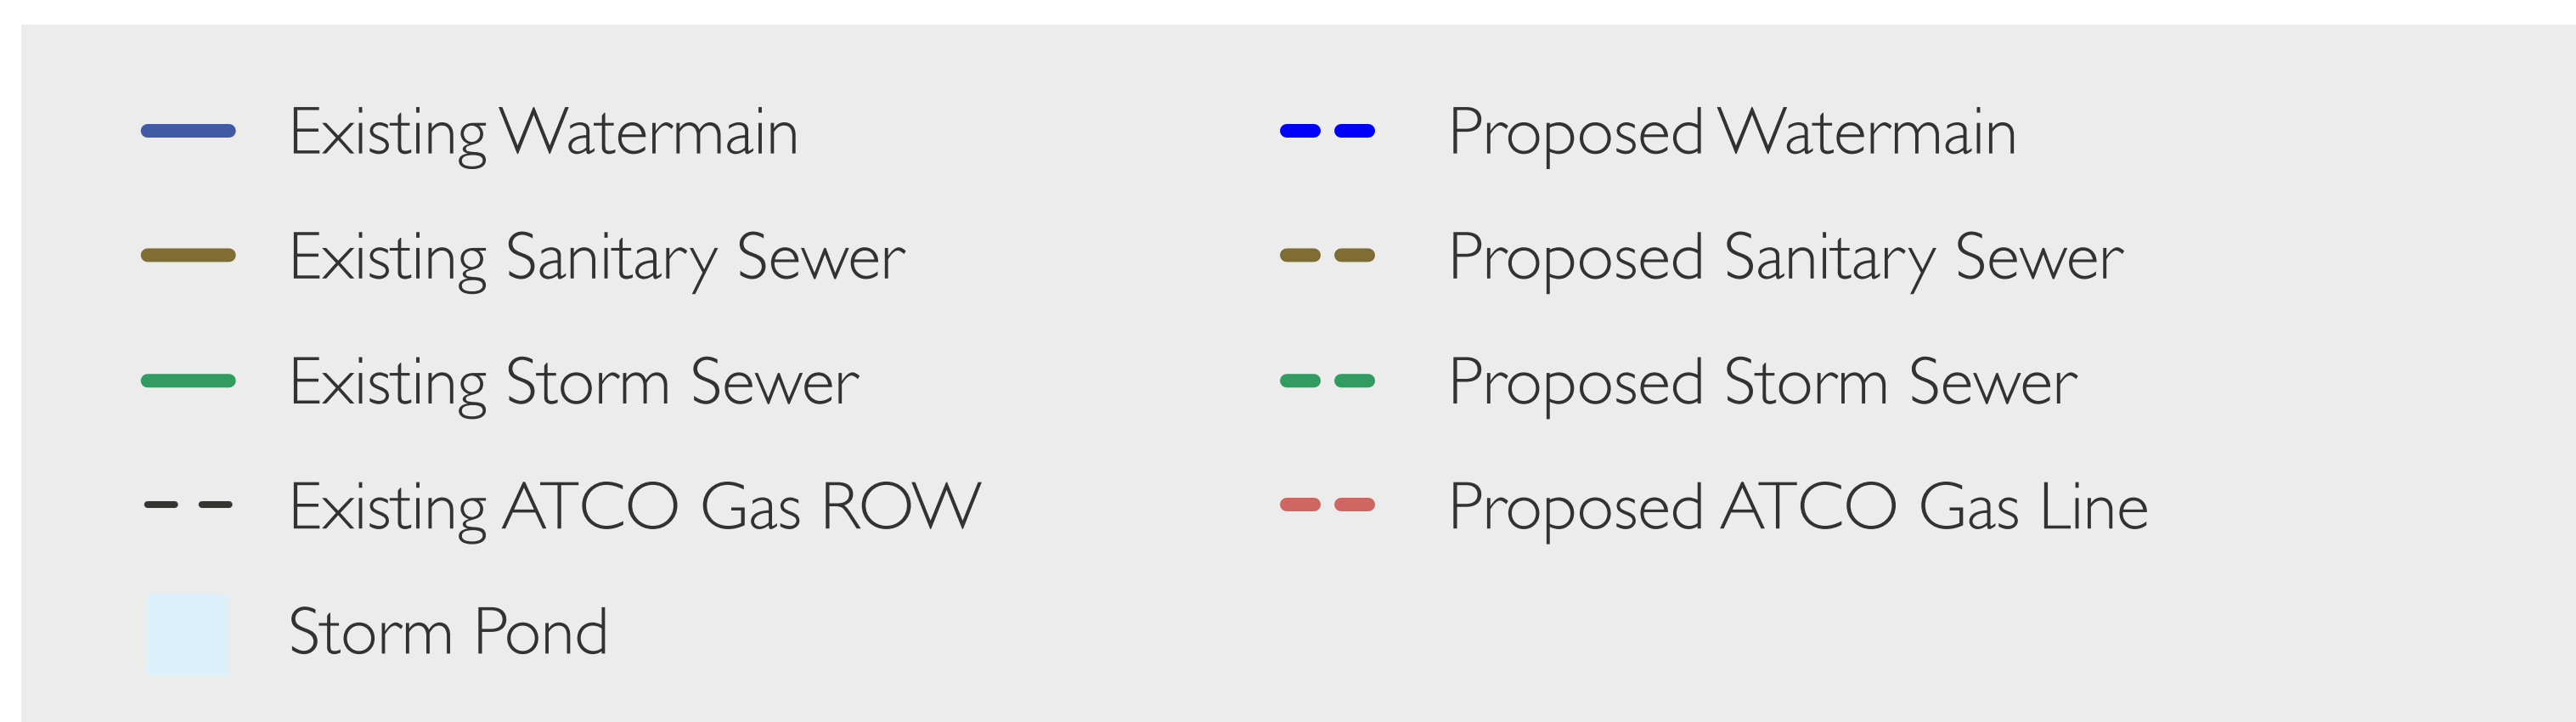 Existing Watermain
Existing Sanitary Sewer
Existing Storm Sewer
Existing ATCO Gas ROW
Storm Pond
Proposed Watermain
Proposed Sanitary Sewer
Proposed Storm Sewer
Proposed ATCO Gas Line